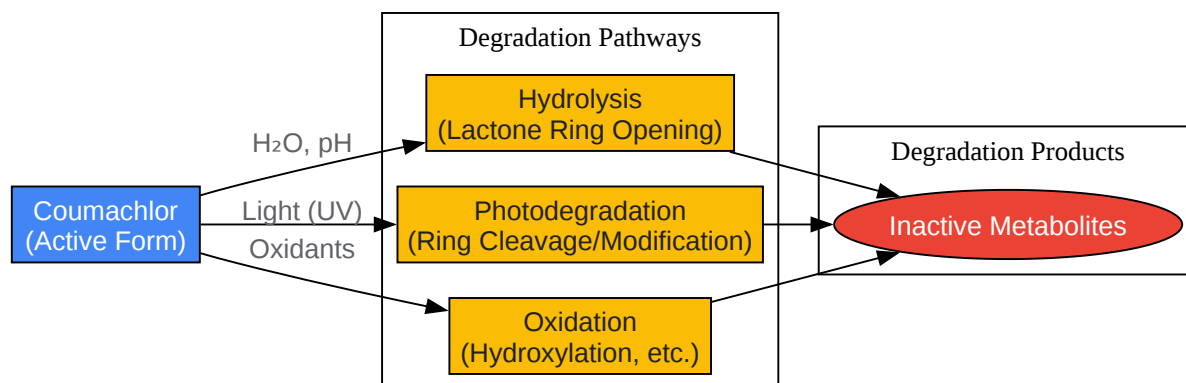 Degradation Pathways
Hydrolysis
(Lactone Ring Opening)
H₂O, pH
Degradation Products
Coumachlor
(Active Form)
Light (UV)
Photodegradation
(Ring Cleavage/Modification)
Inactive Metabolites
Oxidants
Oxidation
(Hydroxylation, etc.)